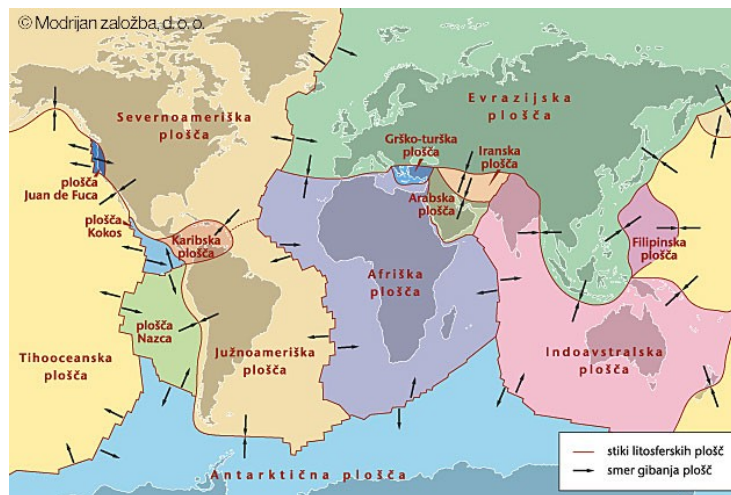 © Modrijan založba, d. o. o.
Severnoameriška
plošča
Evrazijska
plošča
Grško-turška
plošča
Iranska
plošča
plošča
Juan de Fuca
Arabska
plošča
plošča
Kokos
Karibska
plošča
Filipinska
plošča
Afriška
plošča
plošča
Nazca
Tihooceanska
plošča
Južnoameriška
plošča
Indoavstralska
plošča
Antarktična plošča
stiki litosferskih plošč
smer gibanja plošč